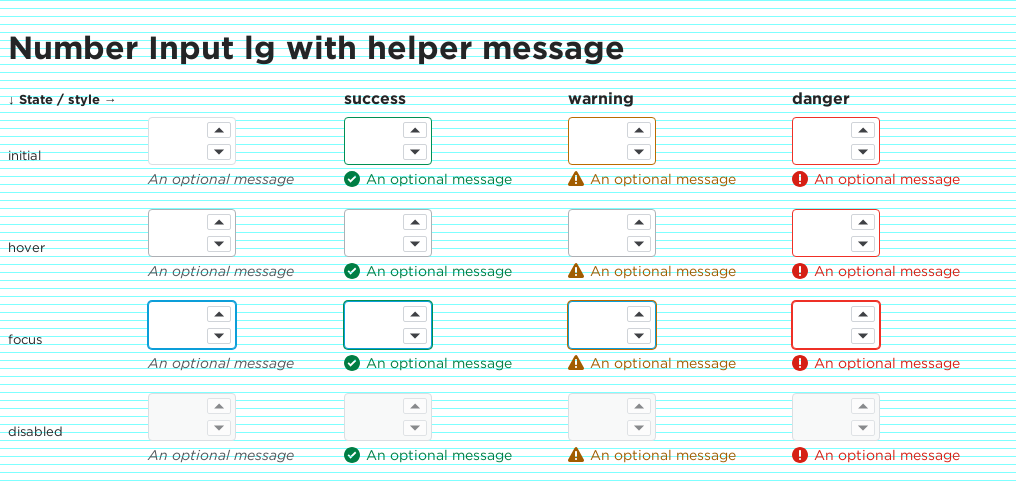 Number Input lg with helper message
↓ State / style → success warning danger
initial
An optional message An optional message An optional message An optional message
hover
An optional message An optional message An optional message An optional message
focus
An optional message An optional message An optional message An optional message
disabled
An optional message An optional message An optional message An optional message